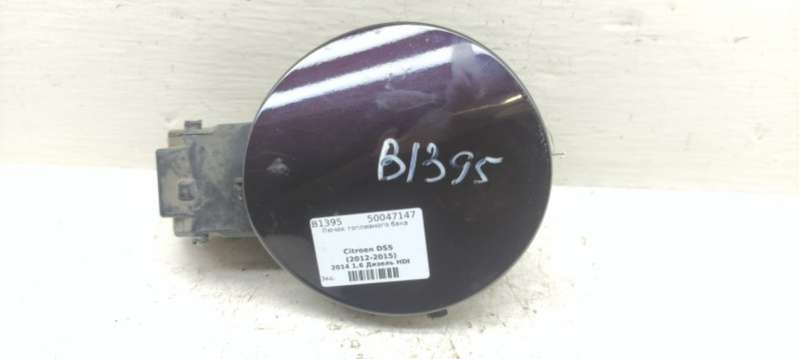 B1395
B1395 50047147
Лючок топливного бака
Citroen DS5
(2012-2015)
2014 1.6 Дизель HDI